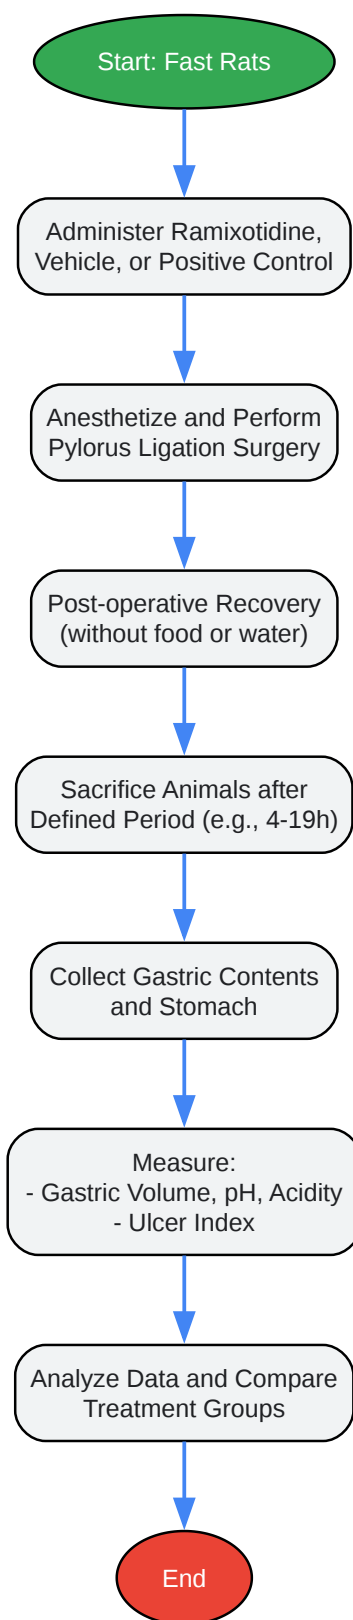 Start: Fast Rats
Administer Ramixotidine,
Vehicle, or Positive Control
Anesthetize and Perform
Pylorus Ligation Surgery
Post-operative Recovery
(without food or water)
Sacrifice Animals after
Defined Period (e.g., 4-19h)
Collect Gastric Contents
and Stomach
Measure:
- Gastric Volume, pH, Acidity
- Ulcer Index
Analyze Data and Compare
Treatment Groups
End